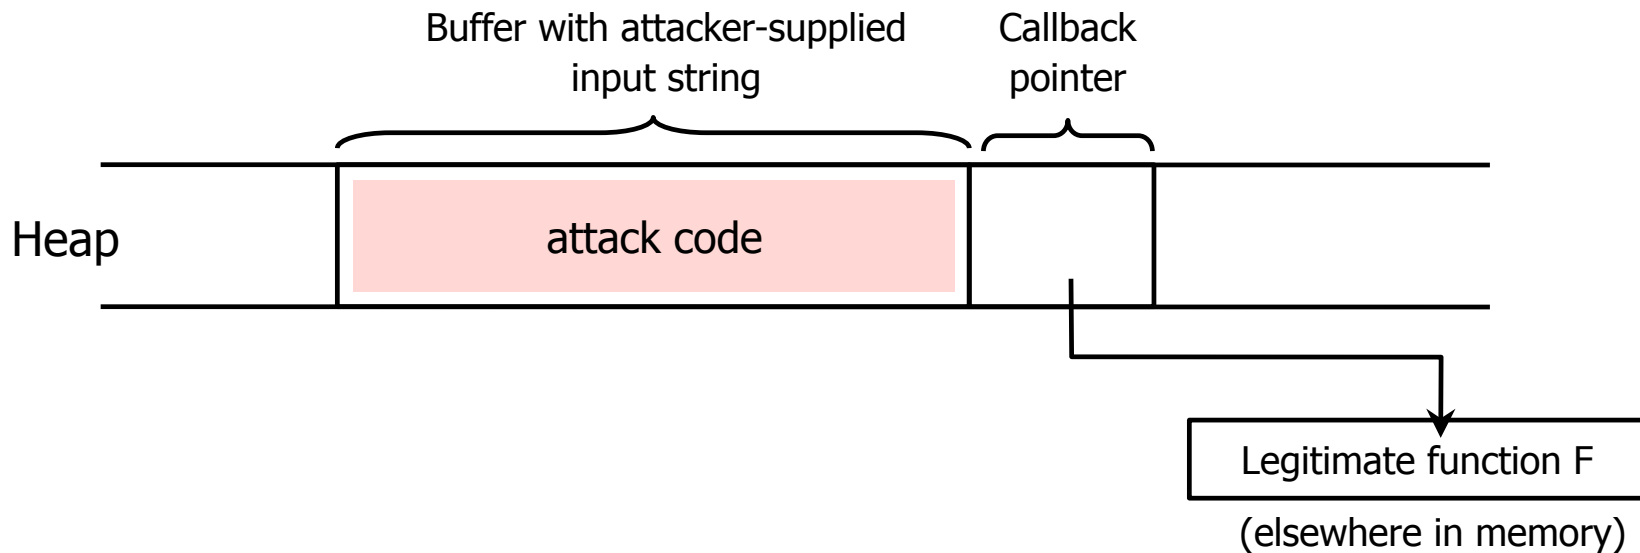 Buffer with attacker-supplied
input string
Callback
pointer
Heap
attack code
Legitimate function F
(elsewhere in memory)